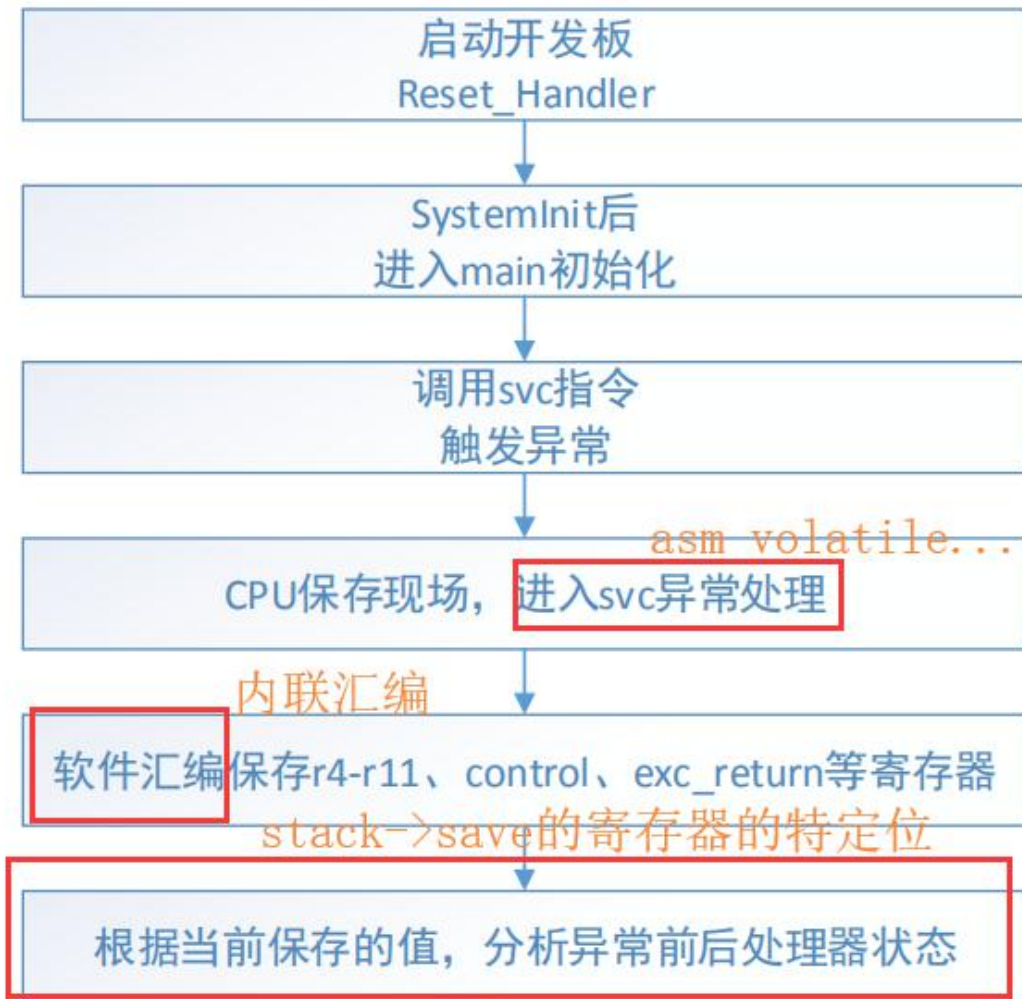 启动开发板
Reset_Handler
SystemInit后
进入main初始化
调用svc指令
触发异常
asm volatile...
CPU保存现场，进入svc异常处理
内联汇编
软件汇编保存r4-r11、control、exc_return等寄存器
stack->save的寄存器的特定位
根据当前保存的值，分析异常前后处理器状态